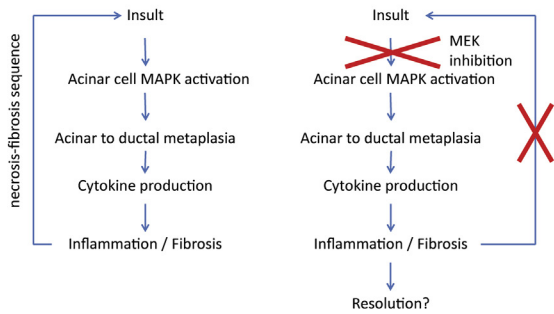 necrosis-fibrosis sequence
Insult
Acinar cell MAPK activation
Acinar to ductal metaplasia
Cytokine production
Inflammation / Fibrosis
Insult
MEK
inhibition
Acinar cell MAPK activation
Acinar to ductal metaplasia
Cytokine production
Inflammation / Fibrosis
Resolution?